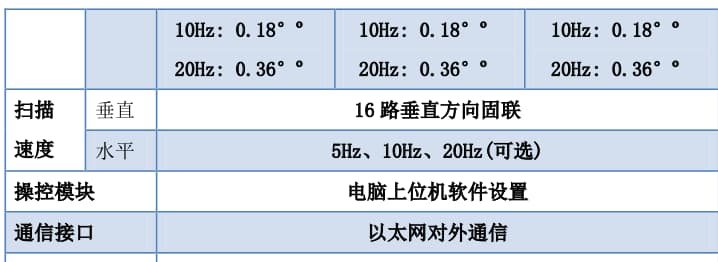 10Hz: 0.18° ° 10Hz: 0.18° ° 10Hz: 0.18° °
20Hz: 0.36° ° 20Hz: 0.36° ° 20Hz: 0.36° °
扫描速度 垂直 16 路垂直方向固联
水平 5Hz、10Hz、20Hz(可选)
操控模块 电脑上位机软件设置
通信接口 以太网对外通信